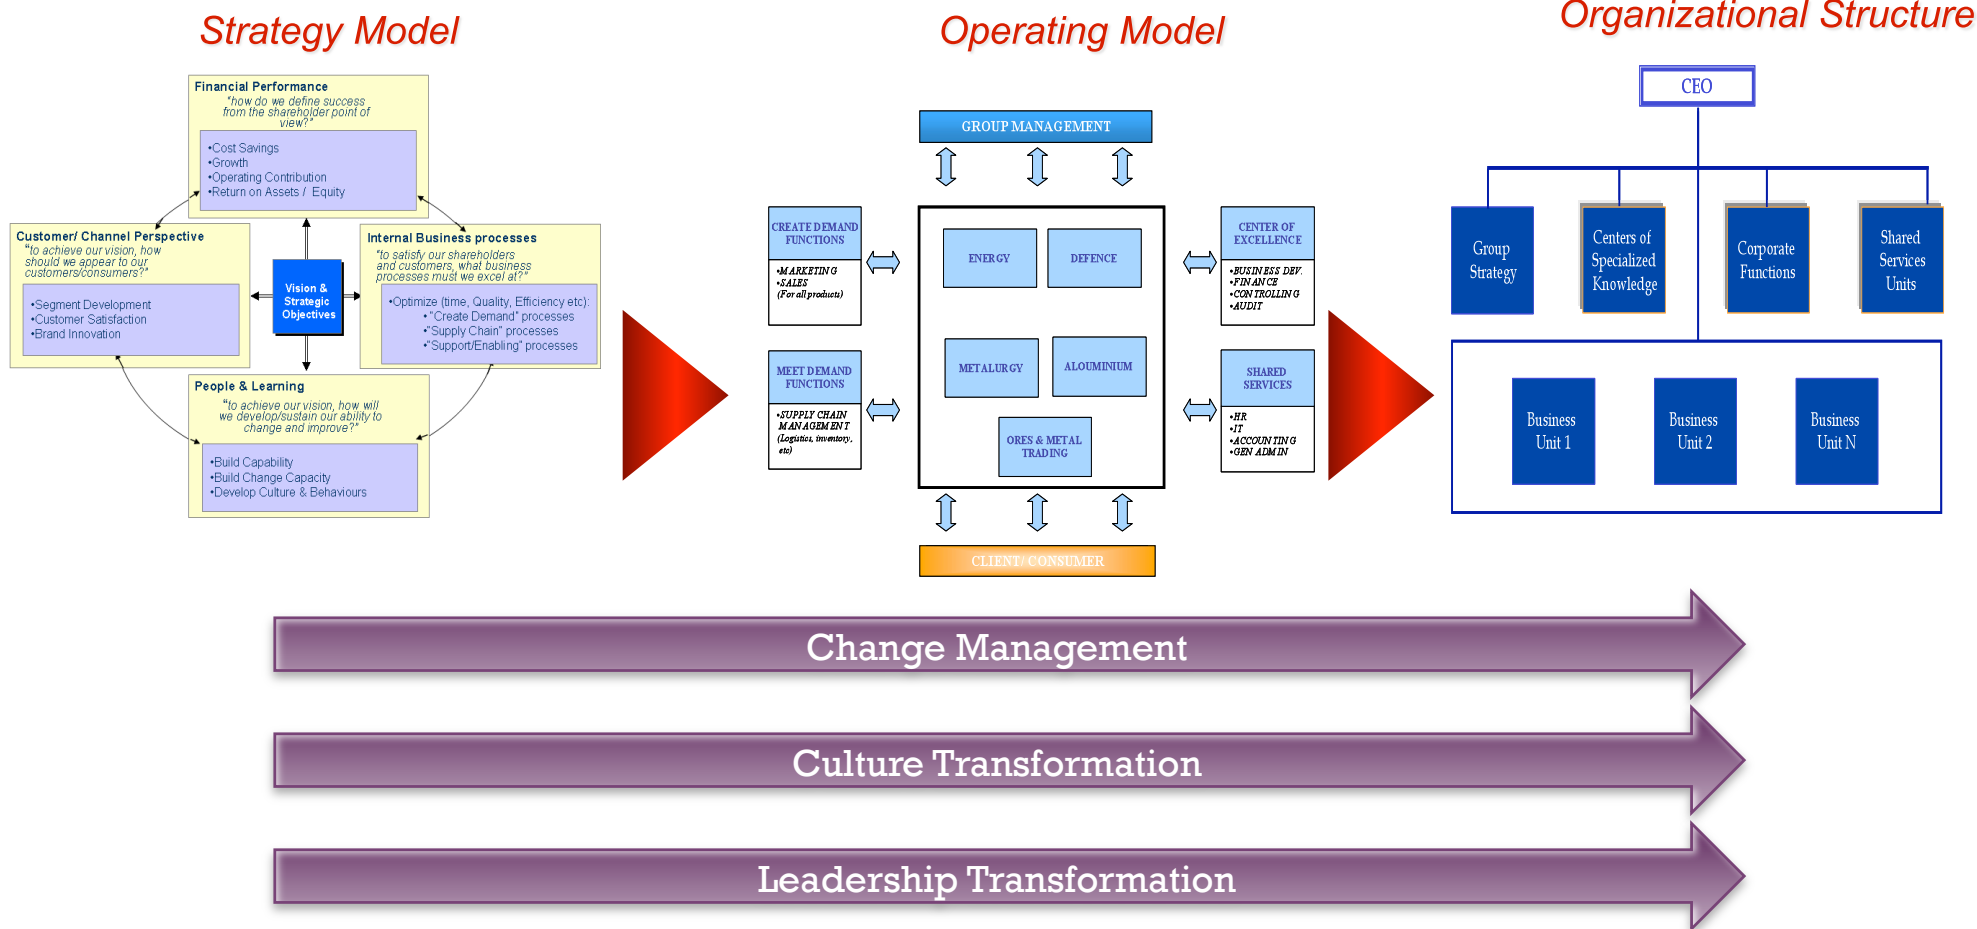 Strategy Model
Operating Model
Organizational Structure
Financial Performance
"how do we define success
from the shareholder point of
view?"
•Cost Savings
•Growth
•Operating Contribution
•Return on Assets / Equity
Customer/ Channel Perspective
"to achieve our vision, how
should we appear to our
customers/consumers?"
•Segment Development
•Customer Satisfaction
•Brand Innovation
Vision &
Strategic
Objectives
Internal Business processes
"to satisfy our shareholders
and customers, what business
processes must we excel at?"
•Optimize (time, Quality, Efficiency etc):
•"Create Demand" processes
•"Supply Chain" processes
•"Support/Enabling" processes
People & Learning
"to achieve our vision, how will
we develop/sustain our ability to
change and improve?"
•Build Capability
•Build Change Capacity
•Develop Culture & Behaviours
GROUP MANAGEMENT
CREATE DEMAND
FUNCTIONS
•MARKETING
•SALES
(For all products)
MEET DEMAND
FUNCTIONS
•SUPPLY CHAIN
MANAGEMENT
(Logistics, inventory,
etc)
ENERGY
DEFENCE
METALURGY
ALOUMINIUM
ORES & METAL
TRADING
CENTER OF
EXCELLENCE
•BUSINESS DEV.
•FINANCE
•CONTROLLING
•AUDIT
SHARED
SERVICES
•HR
•IT
•ACCOUNTING
•GEN ADMIN
CLIENT/ CONSUMER
CEO
Group
Strategy
Centers of
Specialized
Knowledge
Corporate
Functions
Shared
Services
Units
Business
Unit 1
Business
Unit 2
Business
Unit N
Change Management
Culture Transformation
Leadership Transformation